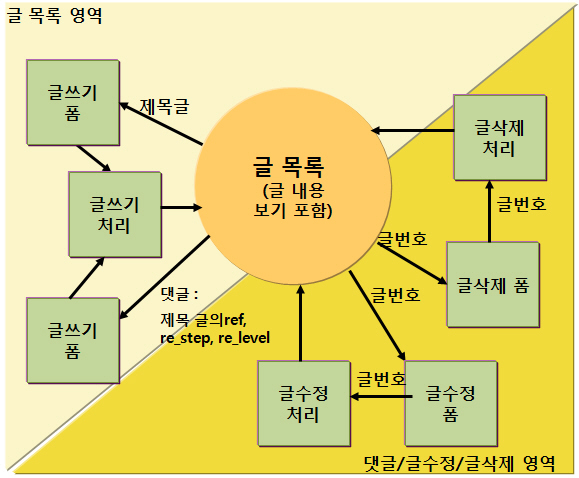 글 목록 영역
글쓰기
폼
제목글
글쓰기
처리
글쓰기
폼
댓글 :
제목 글의ref,
re_step, re_level
글 목록
(글 내용
보기 포함)
글삭제
처리
글번호
글번호
글삭제 폼
글번호
글수정
처리
글번호
글수정
폼
댓글/글수정/글삭제 영역